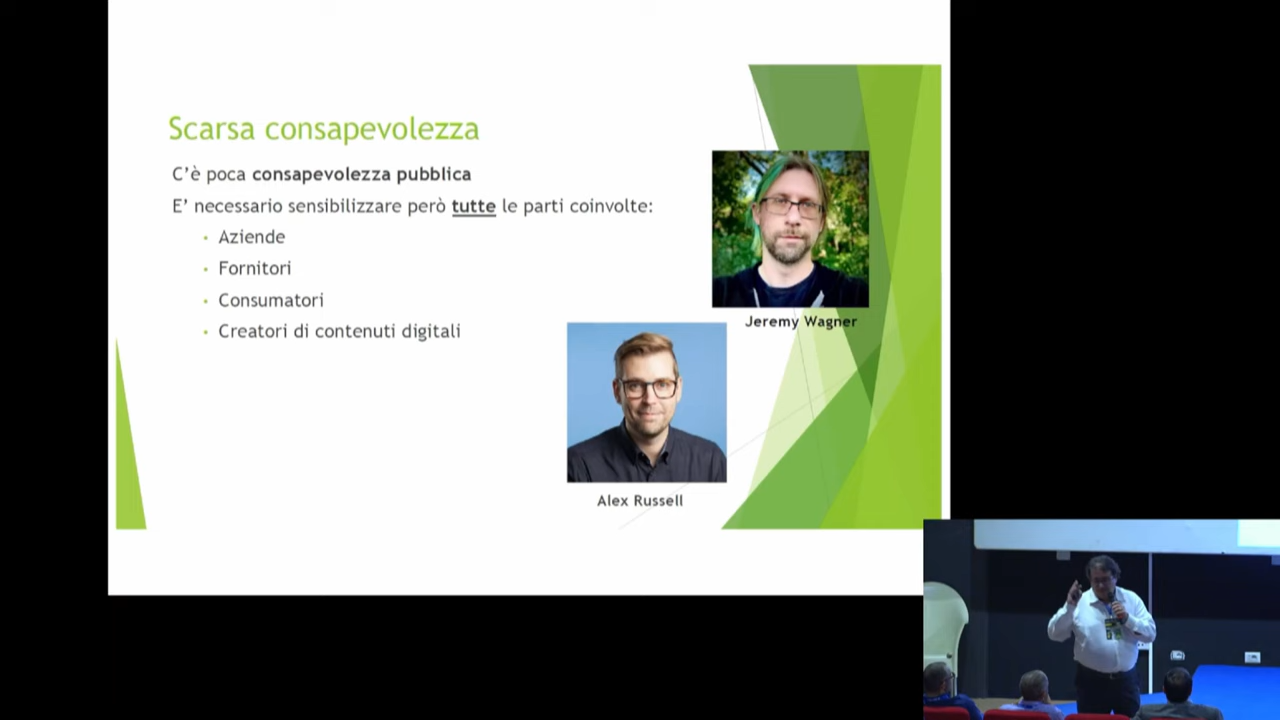 Scarsa consapevolezza
C'è poca consapevolezza pubblica
E' necessario sensibilizzare però tutte le parti coinvolte:
• Aziende
• Fornitori
• Consumatori
• Creatori di contenuti digitali
Jeremy Wagner
Alex Russell